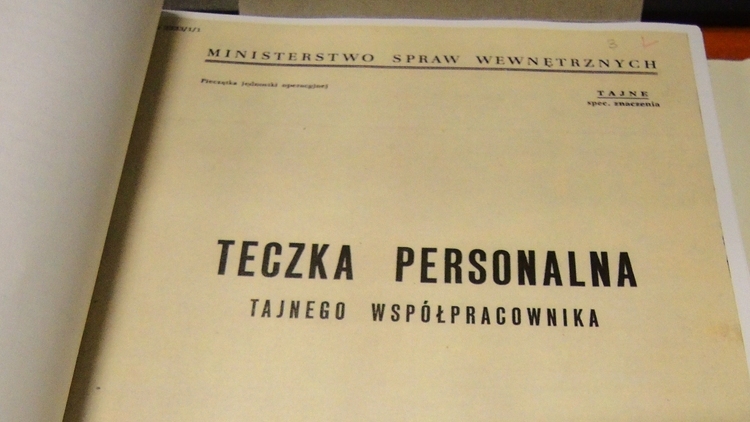 MINISTERSTWO SPRAW WEWNĘTRZNYCH
Pieczątka jednostki operacyjnej
TAJNE
spec. znaczenia
TECZKA PERSONALNA
TAJNEGO WSPÓŁPRACOWNIKA